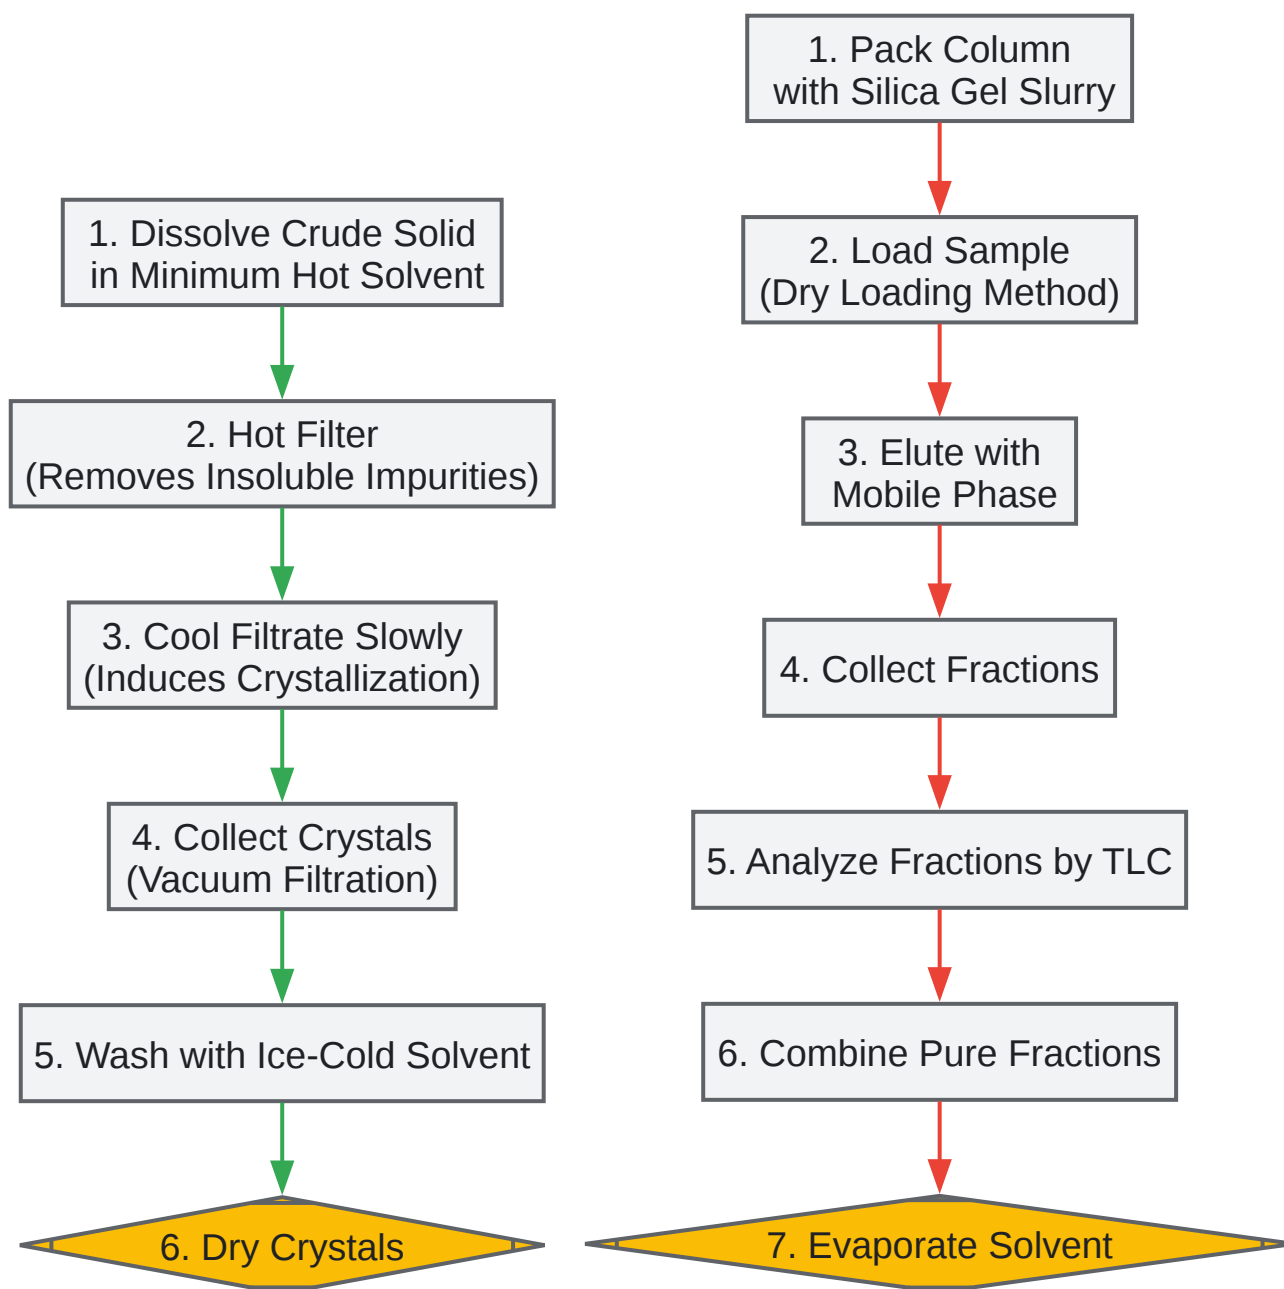 1. Dissolve Crude Solid
in Minimum Hot Solvent
2. Hot Filter
(Removes Insoluble Impurities)
3. Cool Filtrate Slowly
(Induces Crystallization)
4. Collect Crystals
(Vacuum Filtration)
5. Wash with Ice-Cold Solvent
6. Dry Crystals
1. Pack Column
with Silica Gel Slurry
2. Load Sample
(Dry Loading Method)
3. Elute with
Mobile Phase
4. Collect Fractions
5. Analyze Fractions by TLC
6. Combine Pure Fractions
7. Evaporate Solvent